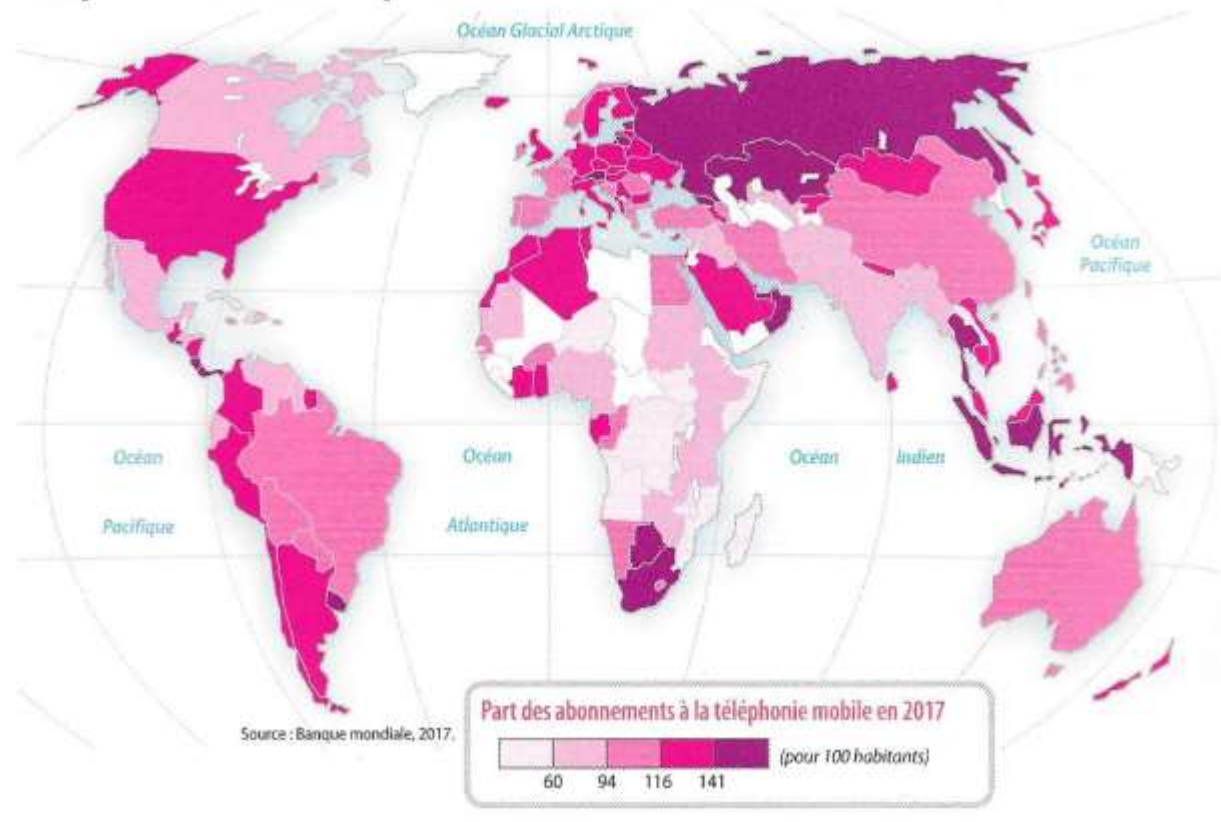 Océan Glacial Arctique
Océan
Pacifique
Océan
Océan
Océan
Indien
Pacifique
Atlantique
Source : Banque mondiale, 2017.
Part des abonnements à la téléphonie mobile en 2017
(pour 100 habitants)
60 94 116 141